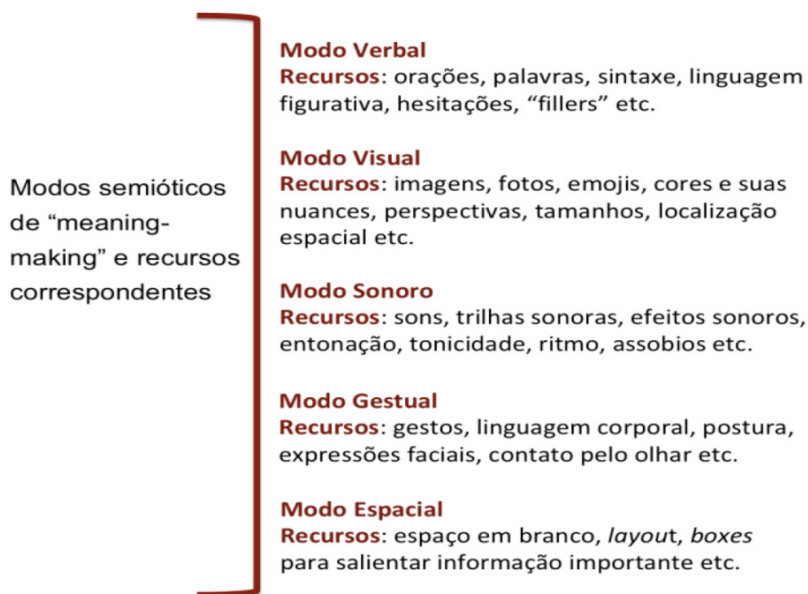 Modos semióticos
de “meaning-
making” e recursos
correspondentes
Modo Verbal
Recursos: orações, palavras, sintaxe, linguagem
figurativa, hesitações, “fillers” etc.
Modo Visual
Recursos: imagens, fotos, emojis, cores e suas
nuances, perspectivas, tamanhos, localização
espacial etc.
Modo Sonoro
Recursos: sons, trilhas sonoras, efeitos sonoros,
entonação, tonicidade, ritmo, assobios etc.
Modo Gestual
Recursos: gestos, linguagem corporal, postura,
expressões faciais, contato pelo olhar etc.
Modo Espacial
Recursos: espaço em branco, layout, boxes
para salientar informação importante etc.